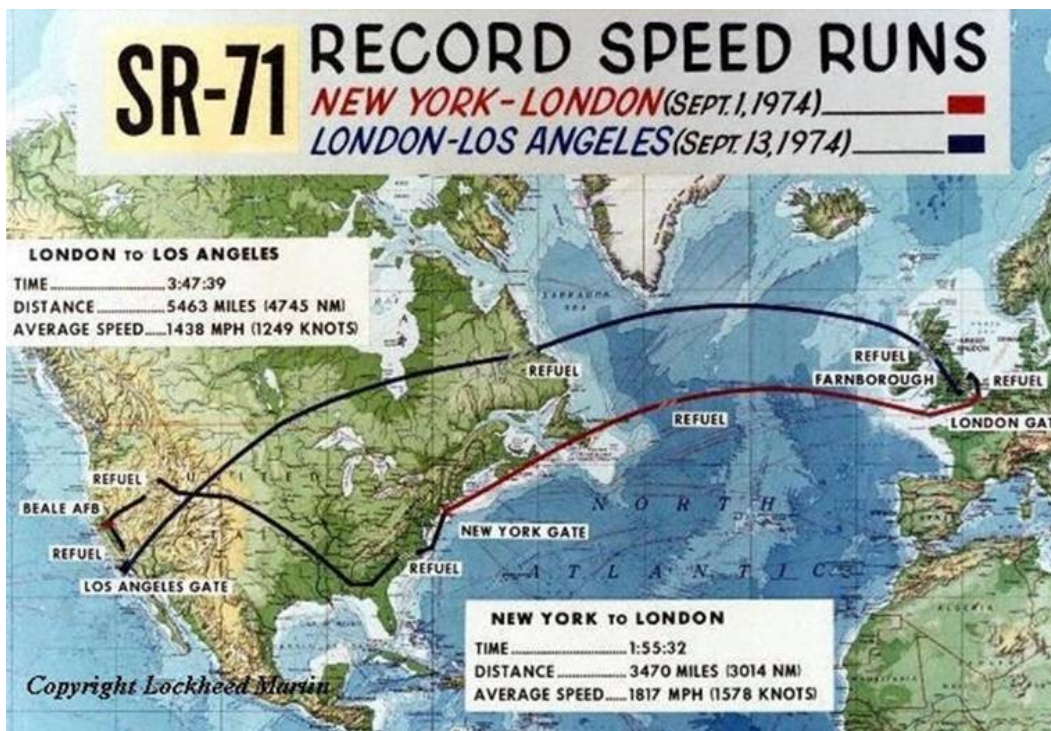 SR-71
RECORD SPEED RUNS
NEW YORK-LONDON (SEPT. 1, 1974)
LONDON-LOS ANGELES (SEPT. 13, 1974)
LONDON TO LOS ANGELES
TIME.......................3:47:39
DISTANCE................5463 MILES (4745 NM)
AVERAGE SPEED.....1438 MPH (1249 KNOTS)
LABRADOR
SEA
REFUEL
REFUEL
FARNBOROUGH
REFUEL
LONDON GAT
REFUEL
REFUEL
UNITED
BEALE AFB
REFUEL
LOS ANGELES GATE
NEW YORK GATE
REFUEL
NORTH
ATLANTIC
ALGERIA
NEW YORK TO LONDON
TIME.......................1:55:32
DISTANCE................3470 MILES (3014 NM)
AVERAGE SPEED.....1817 MPH (1578 KNOTS)
Copyright Lockheed Martin